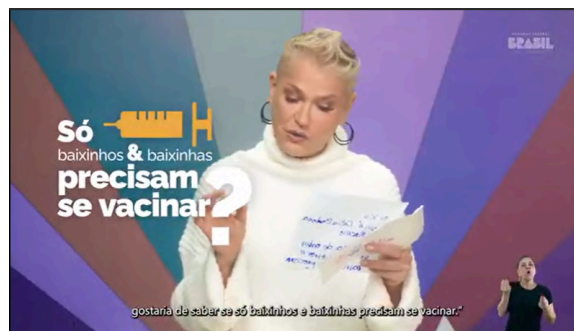 BRASIL
Só
baixinhos & baixinhas
precisam
se vacinar?
gostaria de saber se só baixinhos e baixinhas precisam se vacinar."